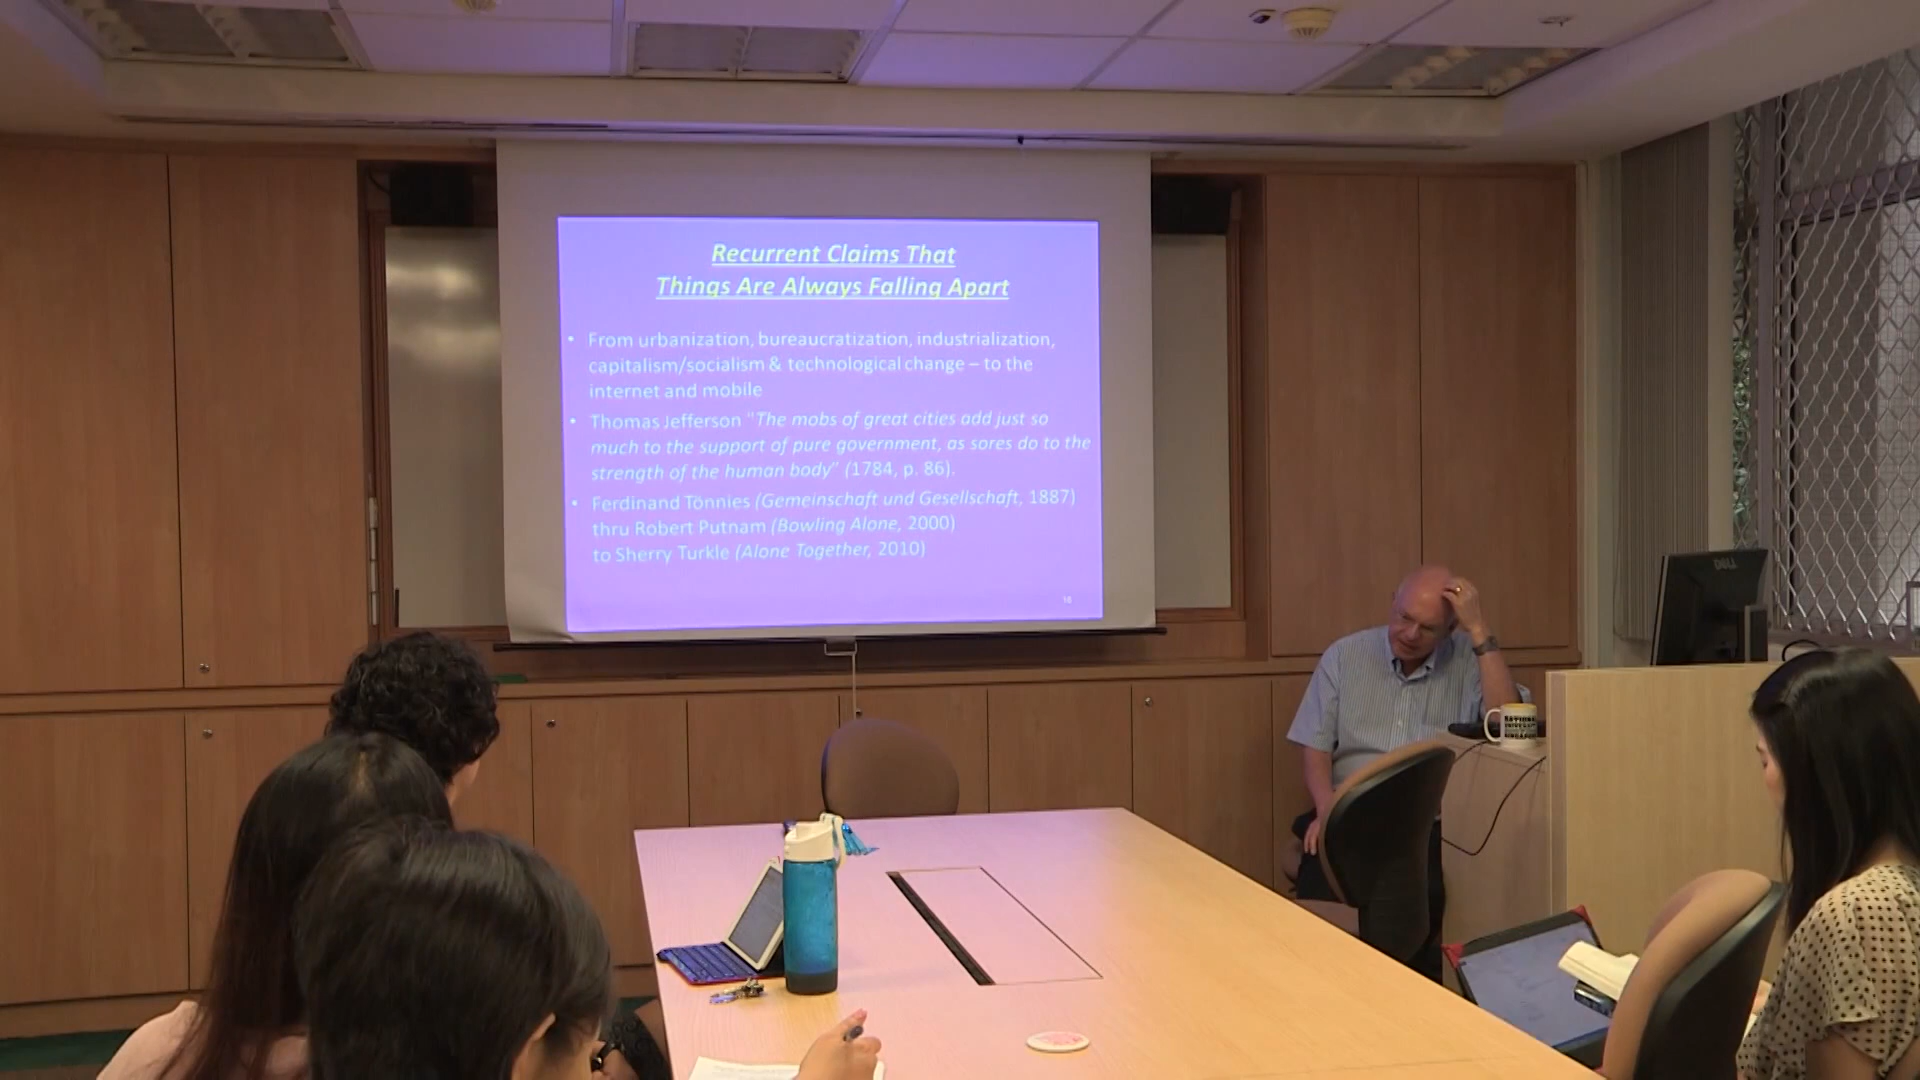 Recurrent Claims That
Things Are Always Falling Apart
• From urbanization, bureaucratization, industrialization,
capitalism/socialism & technological change – to the
internet and mobile
• Thomas Jefferson "The mobs of great cities add just so
much to the support of pure government, as sores do to the
strength of the human body" (1784, p. 86).
• Ferdinand Tönnies (Gemeinschaft und Gesellschaft, 1887)
thru Robert Putnam (Bowling Alone, 2000)
to Sherry Turkle (Alone Together, 2010)
DELL